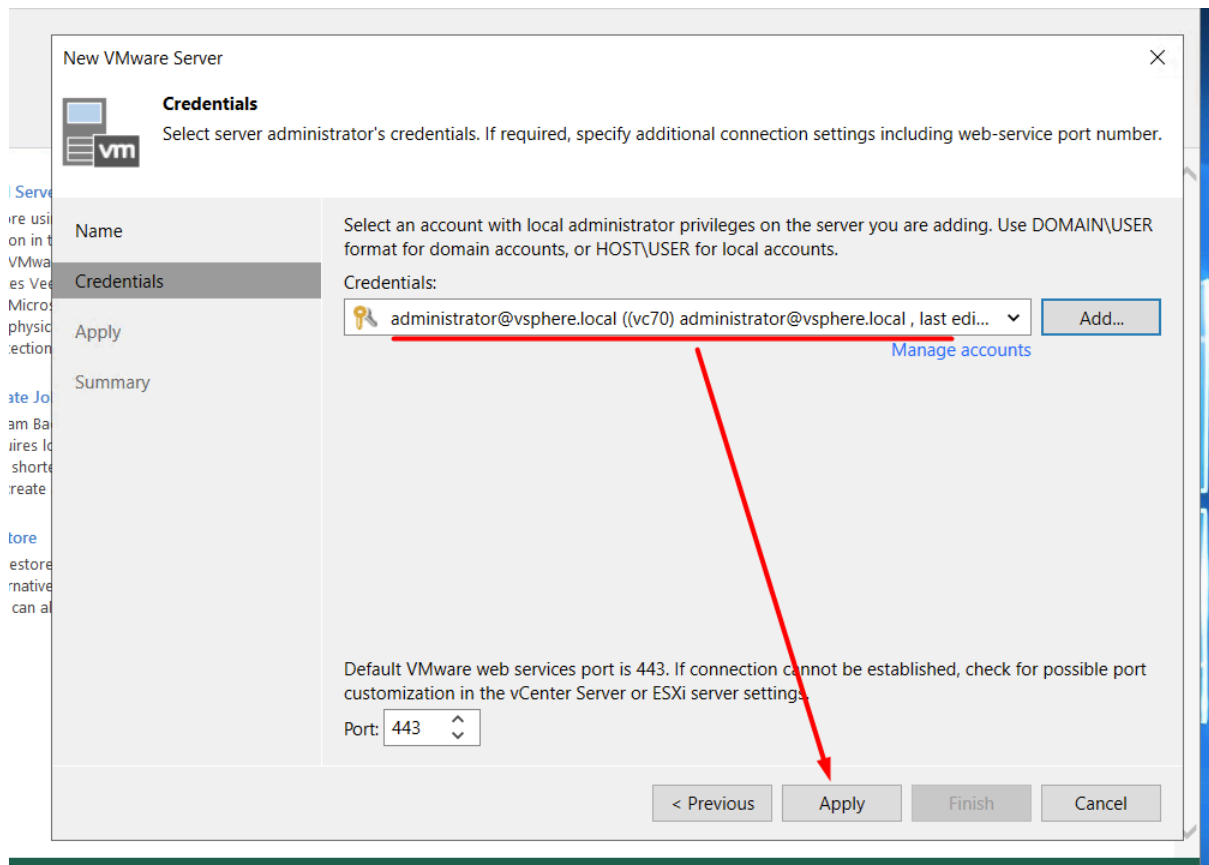 New VMware Server
Credentials
Select server administrator's credentials. If required, specify additional connection settings including web-service port number.
vm
Name
Credentials
Apply
Summary
Select an account with local administrator privileges on the server you are adding. Use DOMAIN\USER
format for domain accounts, or HOST\USER for local accounts.
Credentials:
administrator@vsphere.local ((vc70) administrator@vsphere.local , last edi...
Add...
Manage accounts
Default VMware web services port is 443. If connection cannot be established, check for possible port
customization in the vCenter Server or ESXi server settings.
Port: 443
< Previous
Apply
Finish
Cancel